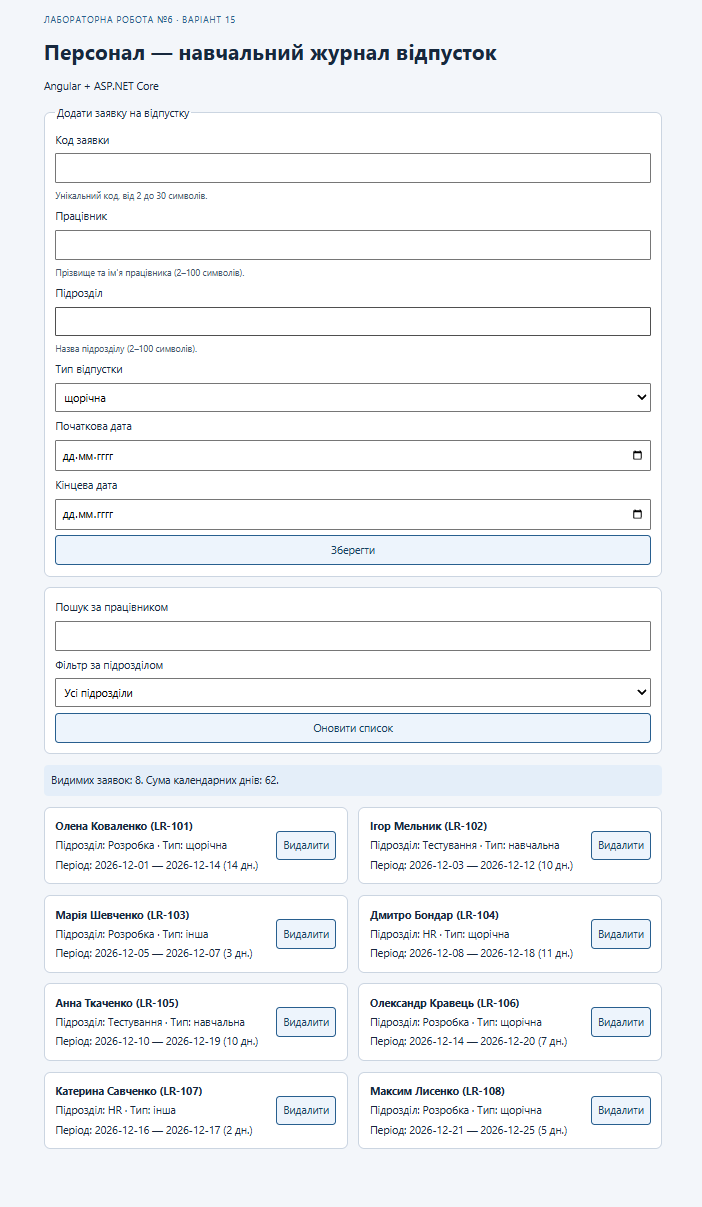 ЛАБОРАТОРНА РОБОТА №6 · ВАРІАНТ 15
Персонал — навчальний журнал відпусток
Angular + ASP.NET Core
Додати заявку на відпустку
Код заявки
Унікальний код, від 2 до 30 символів.
Працівник
Прізвище та ім'я працівника (2–100 символів).
Підрозділ
Назва підрозділу (2–100 символів).
Тип відпустки
щорічна
Початкова дата
дд.мм.гггг
Кінцева дата
дд.мм.гггг
Зберегти
Пошук за працівником
Фільтр за підрозділом
Усі підрозділи
Оновити список
Видимих заявок: 8. Сума календарних днів: 62.
Олена Коваленко (LR-101)
Підрозділ: Розробка · Тип: щорічна
Період: 2026-12-01 — 2026-12-14 (14 дн.)
Видалити
Ігор Мельник (LR-102)
Підрозділ: Тестування · Тип: навчальна
Період: 2026-12-03 — 2026-12-12 (10 дн.)
Видалити
Марія Шевченко (LR-103)
Підрозділ: Розробка · Тип: інша
Період: 2026-12-05 — 2026-12-07 (3 дн.)
Видалити
Дмитро Бондар (LR-104)
Підрозділ: HR · Тип: щорічна
Період: 2026-12-08 — 2026-12-18 (11 дн.)
Видалити
Анна Ткаченко (LR-105)
Підрозділ: Тестування · Тип: навчальна
Період: 2026-12-10 — 2026-12-19 (10 дн.)
Видалити
Олександр Кравець (LR-106)
Підрозділ: Розробка · Тип: щорічна
Період: 2026-12-14 — 2026-12-20 (7 дн.)
Видалити
Катерина Савченко (LR-107)
Підрозділ: HR · Тип: інша
Період: 2026-12-16 — 2026-12-17 (2 дн.)
Видалити
Максим Лисенко (LR-108)
Підрозділ: Розробка · Тип: щорічна
Період: 2026-12-21 — 2026-12-25 (5 дн.)
Видалити